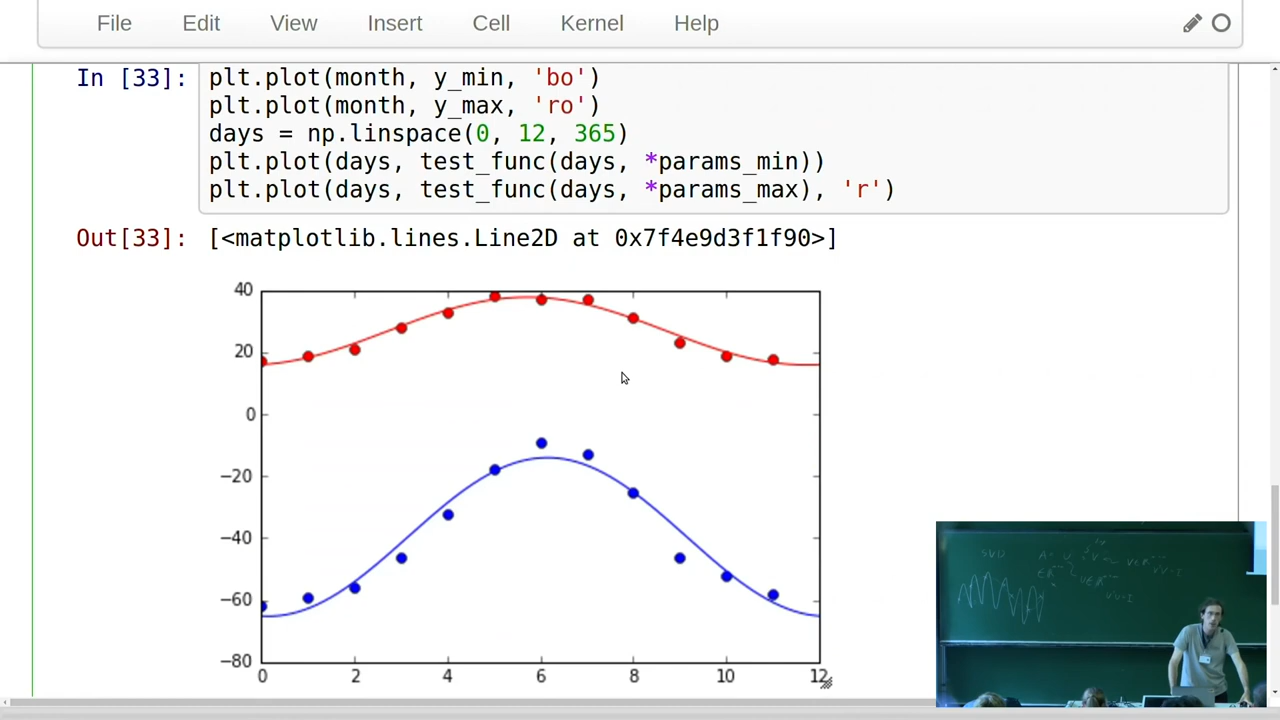 File Edit View Insert Cell Kernel Help
In [33]: plt.plot(month, y_min, 'bo')
plt.plot(month, y_max, 'ro')
days = np.linspace(0, 12, 365)
plt.plot(days, test_func(days, *params_min))
plt.plot(days, test_func(days, *params_max), 'r')
Out[33]: [<matplotlib.lines.Line2D at 0x7f4e9d3f1f90>]
40
20
0
−20
−40
−60
−80
0 2 4 6 8 10 12
SVD